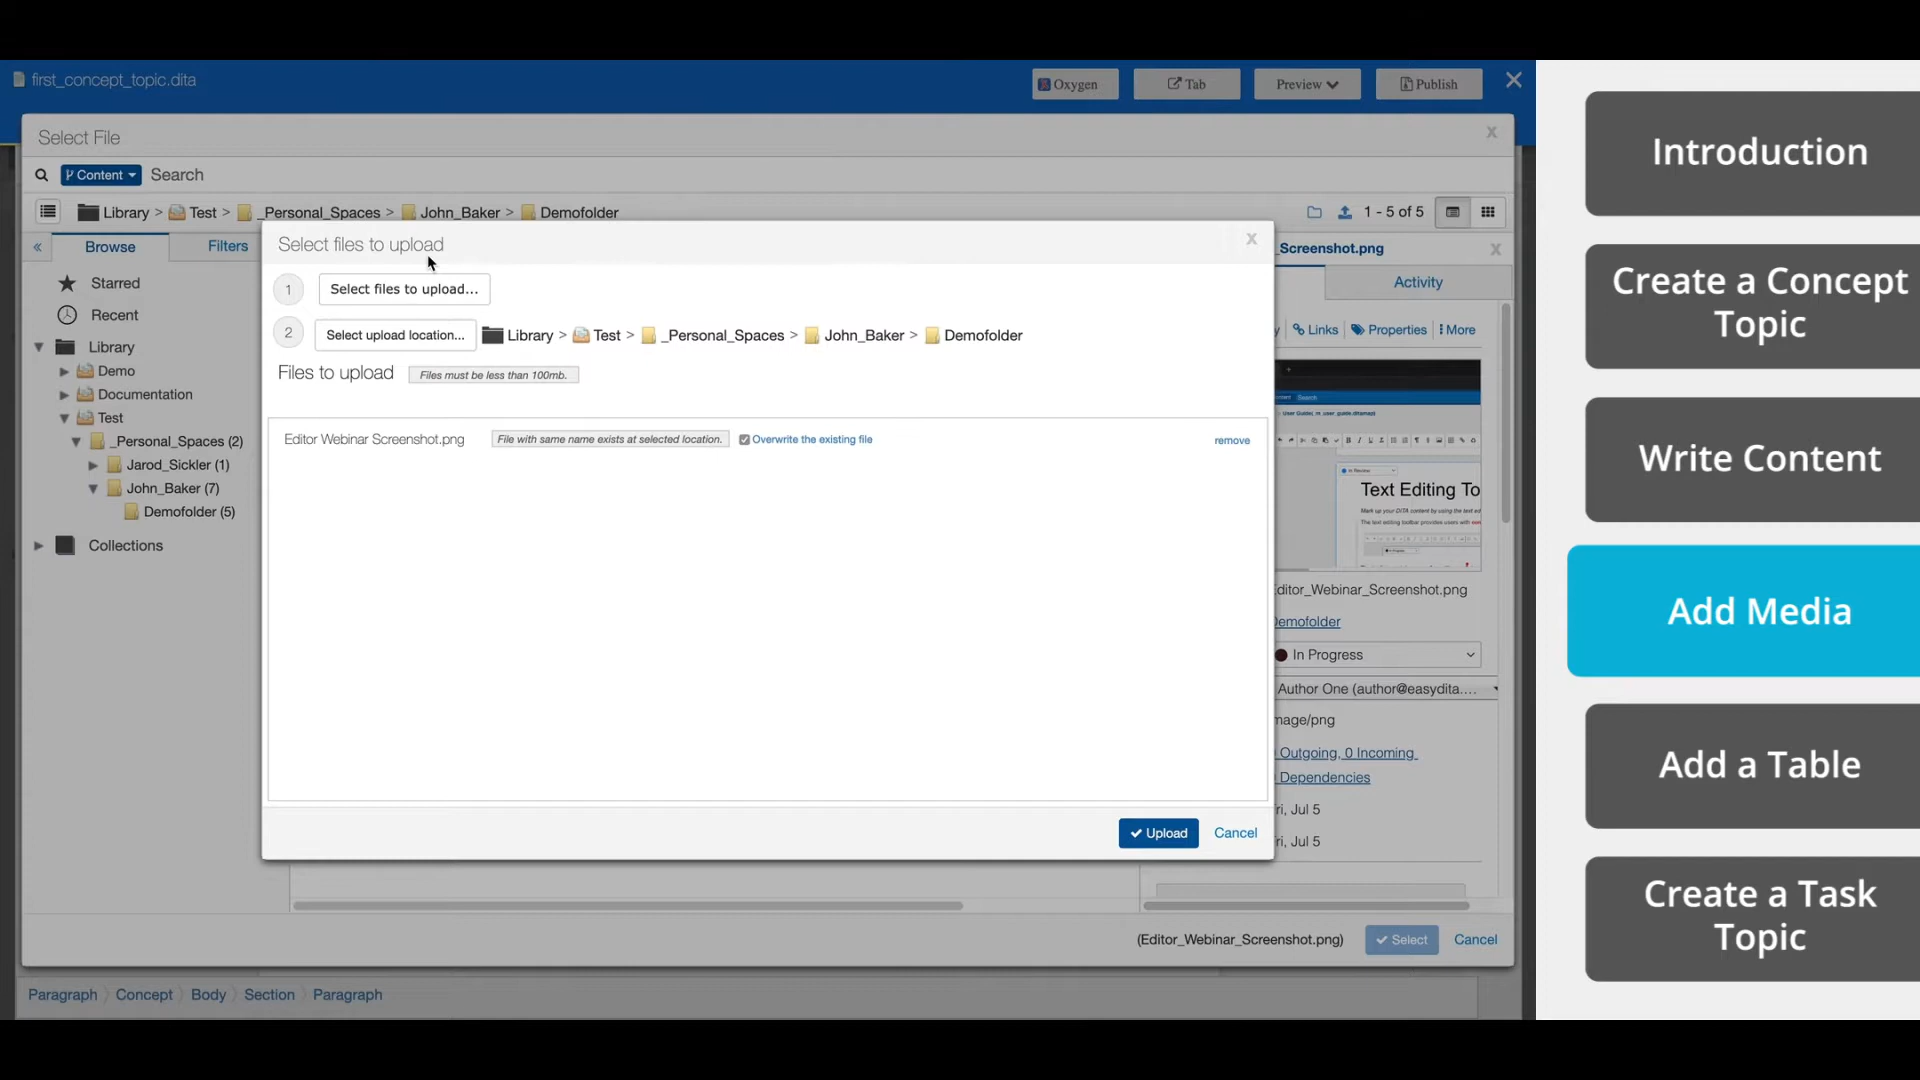 first_concept_topic.dita
Oxygen
Tab
Preview
Publish
Select File
x
Content
Search
Library > Test > _Personal_Spaces > John_Baker > Demofolder
1 - 5 of 5
Browse
Filters
Starred
Recent
Library
Demo
Documentation
Test
_Personal_Spaces (2)
Jarod_Sickler (1)
John_Baker (7)
Demofolder (5)
Collections
Select files to upload
x
1
Select files to upload...
2
Select upload location...
Library > Test > _Personal_Spaces > John_Baker > Demofolder
Files to upload
Files must be less than 100mb.
Editor Webinar Screenshot.png
File with same name exists at selected location.
Overwrite the existing file
remove
Upload
Cancel
_Screenshot.png
x
Activity
Links
Properties
More
Text Editing To
Editor_Webinar_Screenshot.png
Demofolder
In Progress
Author One (author@easydita....
image/png
Outgoing, 0 Incoming
Dependencies
Fri, Jul 5
Fri, Jul 5
(Editor_Webinar_Screenshot.png)
Select
Cancel
Paragraph
Concept
Body
Section
Paragraph
Introduction
Create a Concept
Topic
Write Content
Add Media
Add a Table
Create a Task
Topic